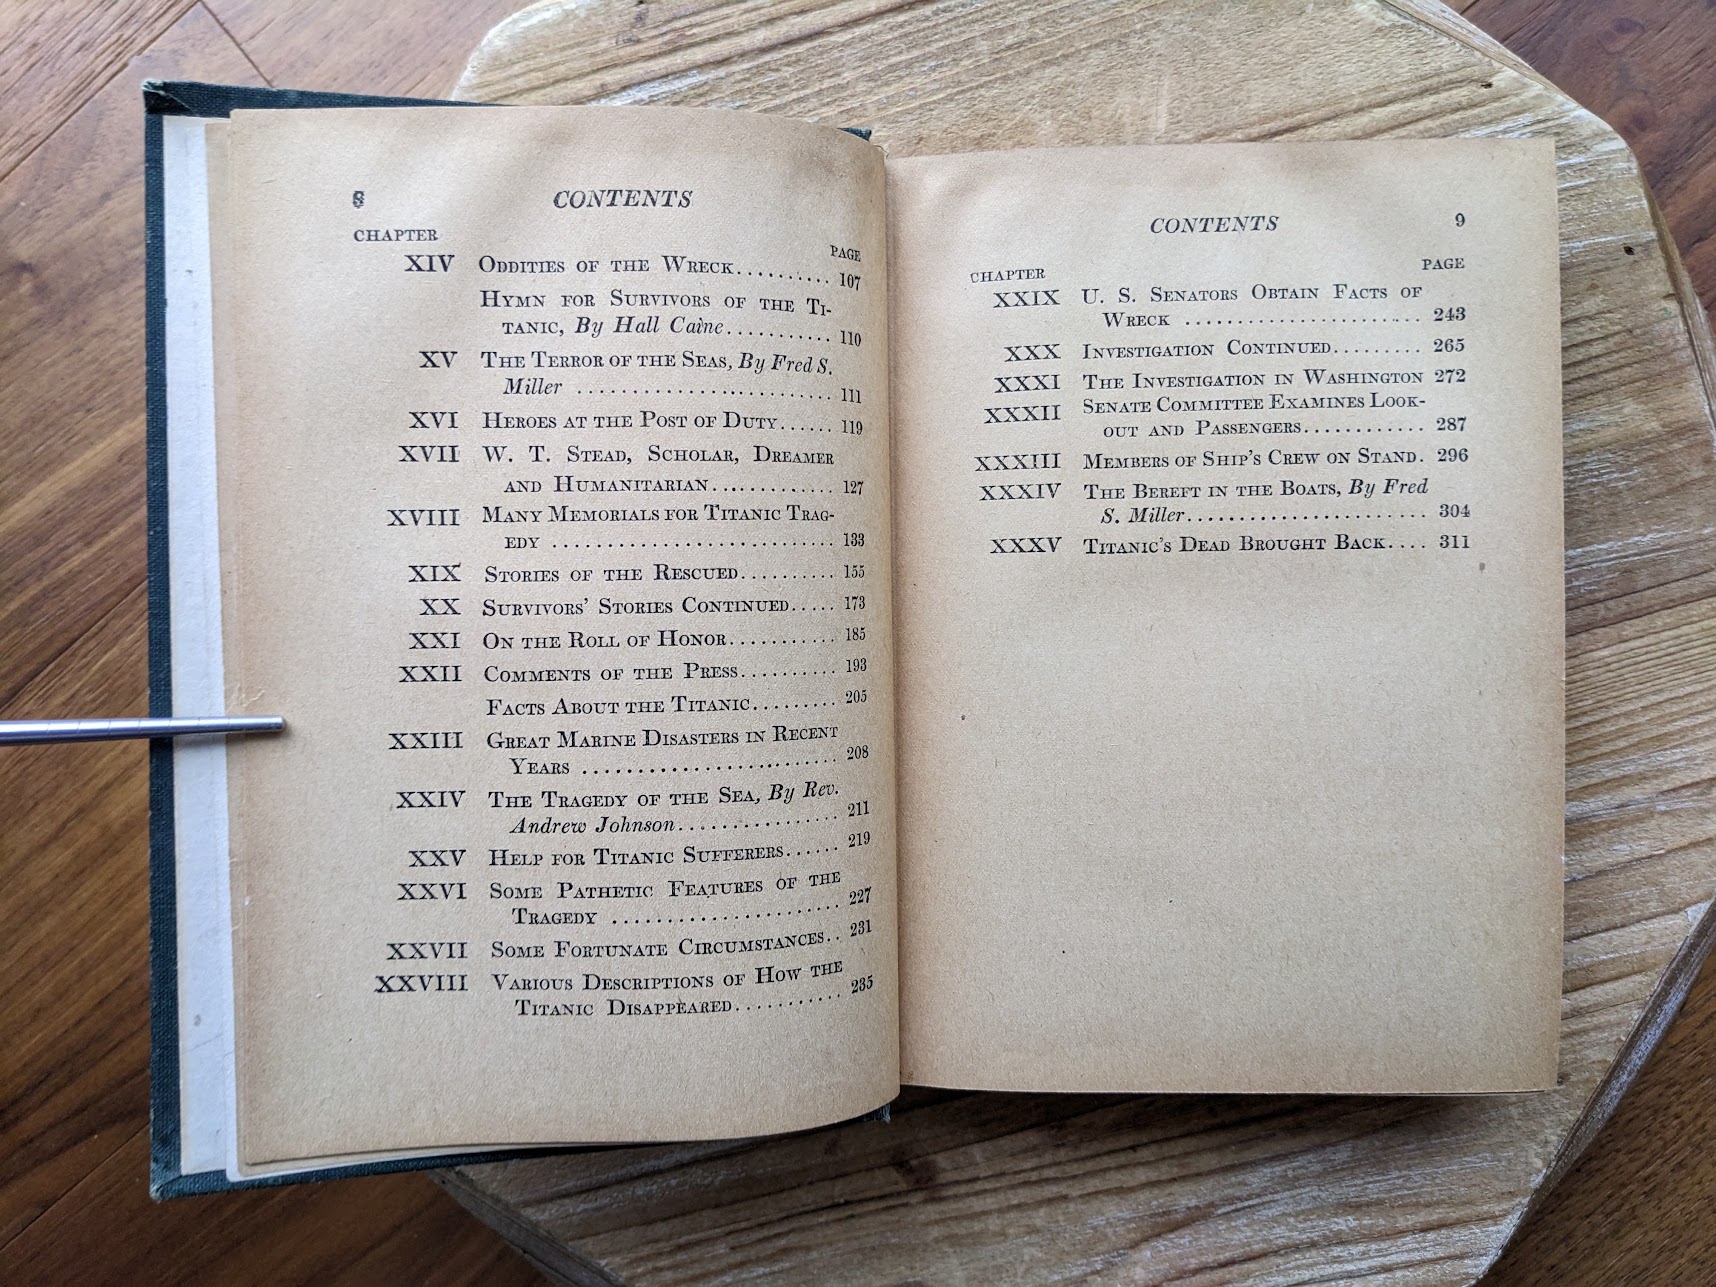 8 CONTENTS
CHAPTER PAGE
XIV ODDITIES OF THE WRECK.......... 107
HYMN FOR SURVIVORS OF THE TI-
TANIC, By Hall Caine........... 110
XV THE TERROR OF THE SEAS, By Fred S.
Miller ........................ 111
XVI HEROES AT THE POST OF DUTY...... 119
XVII W. T. STEAD, SCHOLAR, DREAMER
AND HUMANITARIAN............. 127
XVIII MANY MEMORIALS FOR TITANIC TRAG-
EDY ........................... 133
XIX STORIES OF THE RESCUED.......... 155
XX SURVIVORS' STORIES CONTINUED..... 173
XXI ON THE ROLL OF HONOR........... 185
XXII COMMENTS OF THE PRESS.......... 193
FACTS ABOUT THE TITANIC......... 205
XXIII GREAT MARINE DISASTERS IN RECENT
YEARS ........................ 208
XXIV THE TRAGEDY OF THE SEA, By Rev.
Andrew Johnson................ 211
XXV HELP FOR TITANIC SUFFERERS...... 219
XXVI SOME PATHETIC FEATURES OF THE
TRAGEDY ...................... 227
XXVII SOME FORTUNATE CIRCUMSTANCES.. 231
XXVIII VARIOUS DESCRIPTIONS OF HOW THE
TITANIC DISAPPEARED........... 235
CONTENTS 9
CHAPTER PAGE
XXIX U. S. SENATORS OBTAIN FACTS OF
WRECK ....................... 243
XXX INVESTIGATION CONTINUED......... 265
XXXI THE INVESTIGATION IN WASHINGTON 272
XXXII SENATE COMMITTEE EXAMINES LOOK-
OUT AND PASSENGERS............ 287
XXXIII MEMBERS OF SHIP'S CREW ON STAND. 296
XXXIV THE BEREFT IN THE BOATS, By Fred
S. Miller....................... 304
XXXV TITANIC'S DEAD BROUGHT BACK.... 311